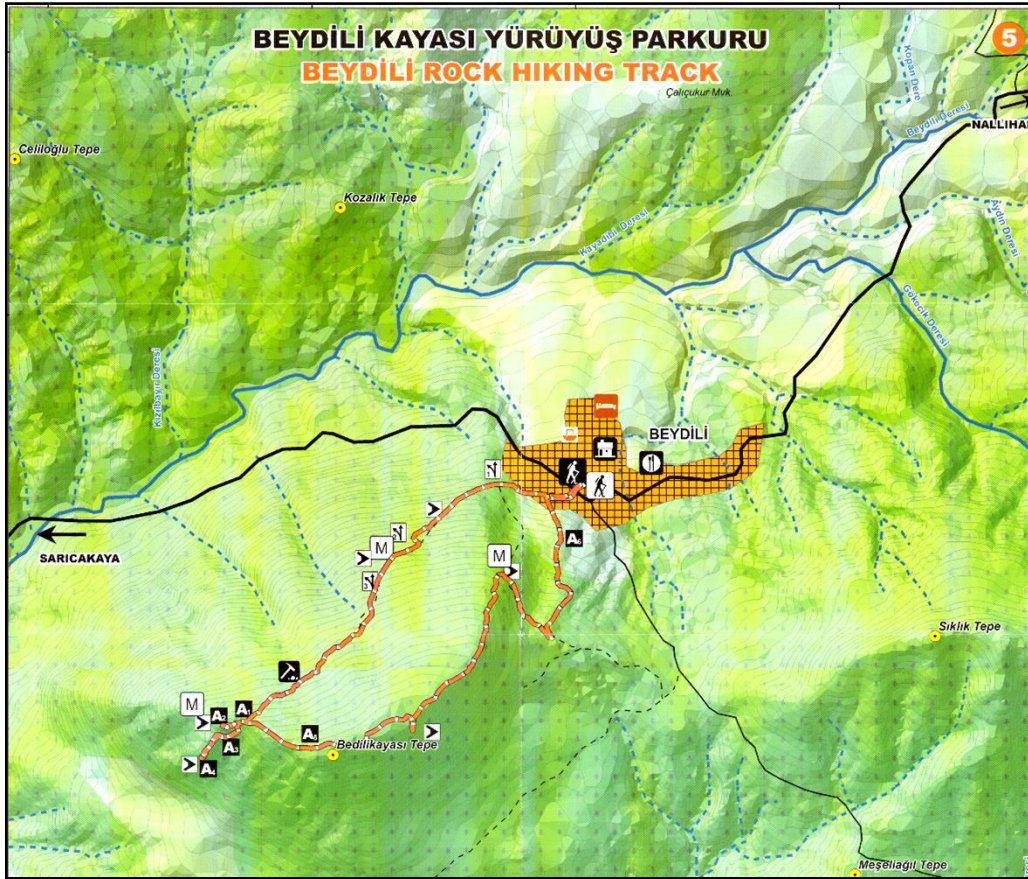 BEYDİLİ KAYASI YÜRÜYÜŞ PARKURU
5
BEYDİLİ ROCK HIKING TRACK
Çalıçukur Mvk.
Kopan Dere
Beydili Deresi
NALLIHAN
Celiloğlu Tepe
Kozalık Tepe
Kayadibi Deresi
Aydın Deresi
Gökecik Deresi
Kızılbayır Deresi
BEYDİLİ
SARICAKAYA
M
M
A6
Sıklık Tepe
M
A2
A1
A3
A4
A5
Bedilikayası Tepe
Meşeliağıl Tepe